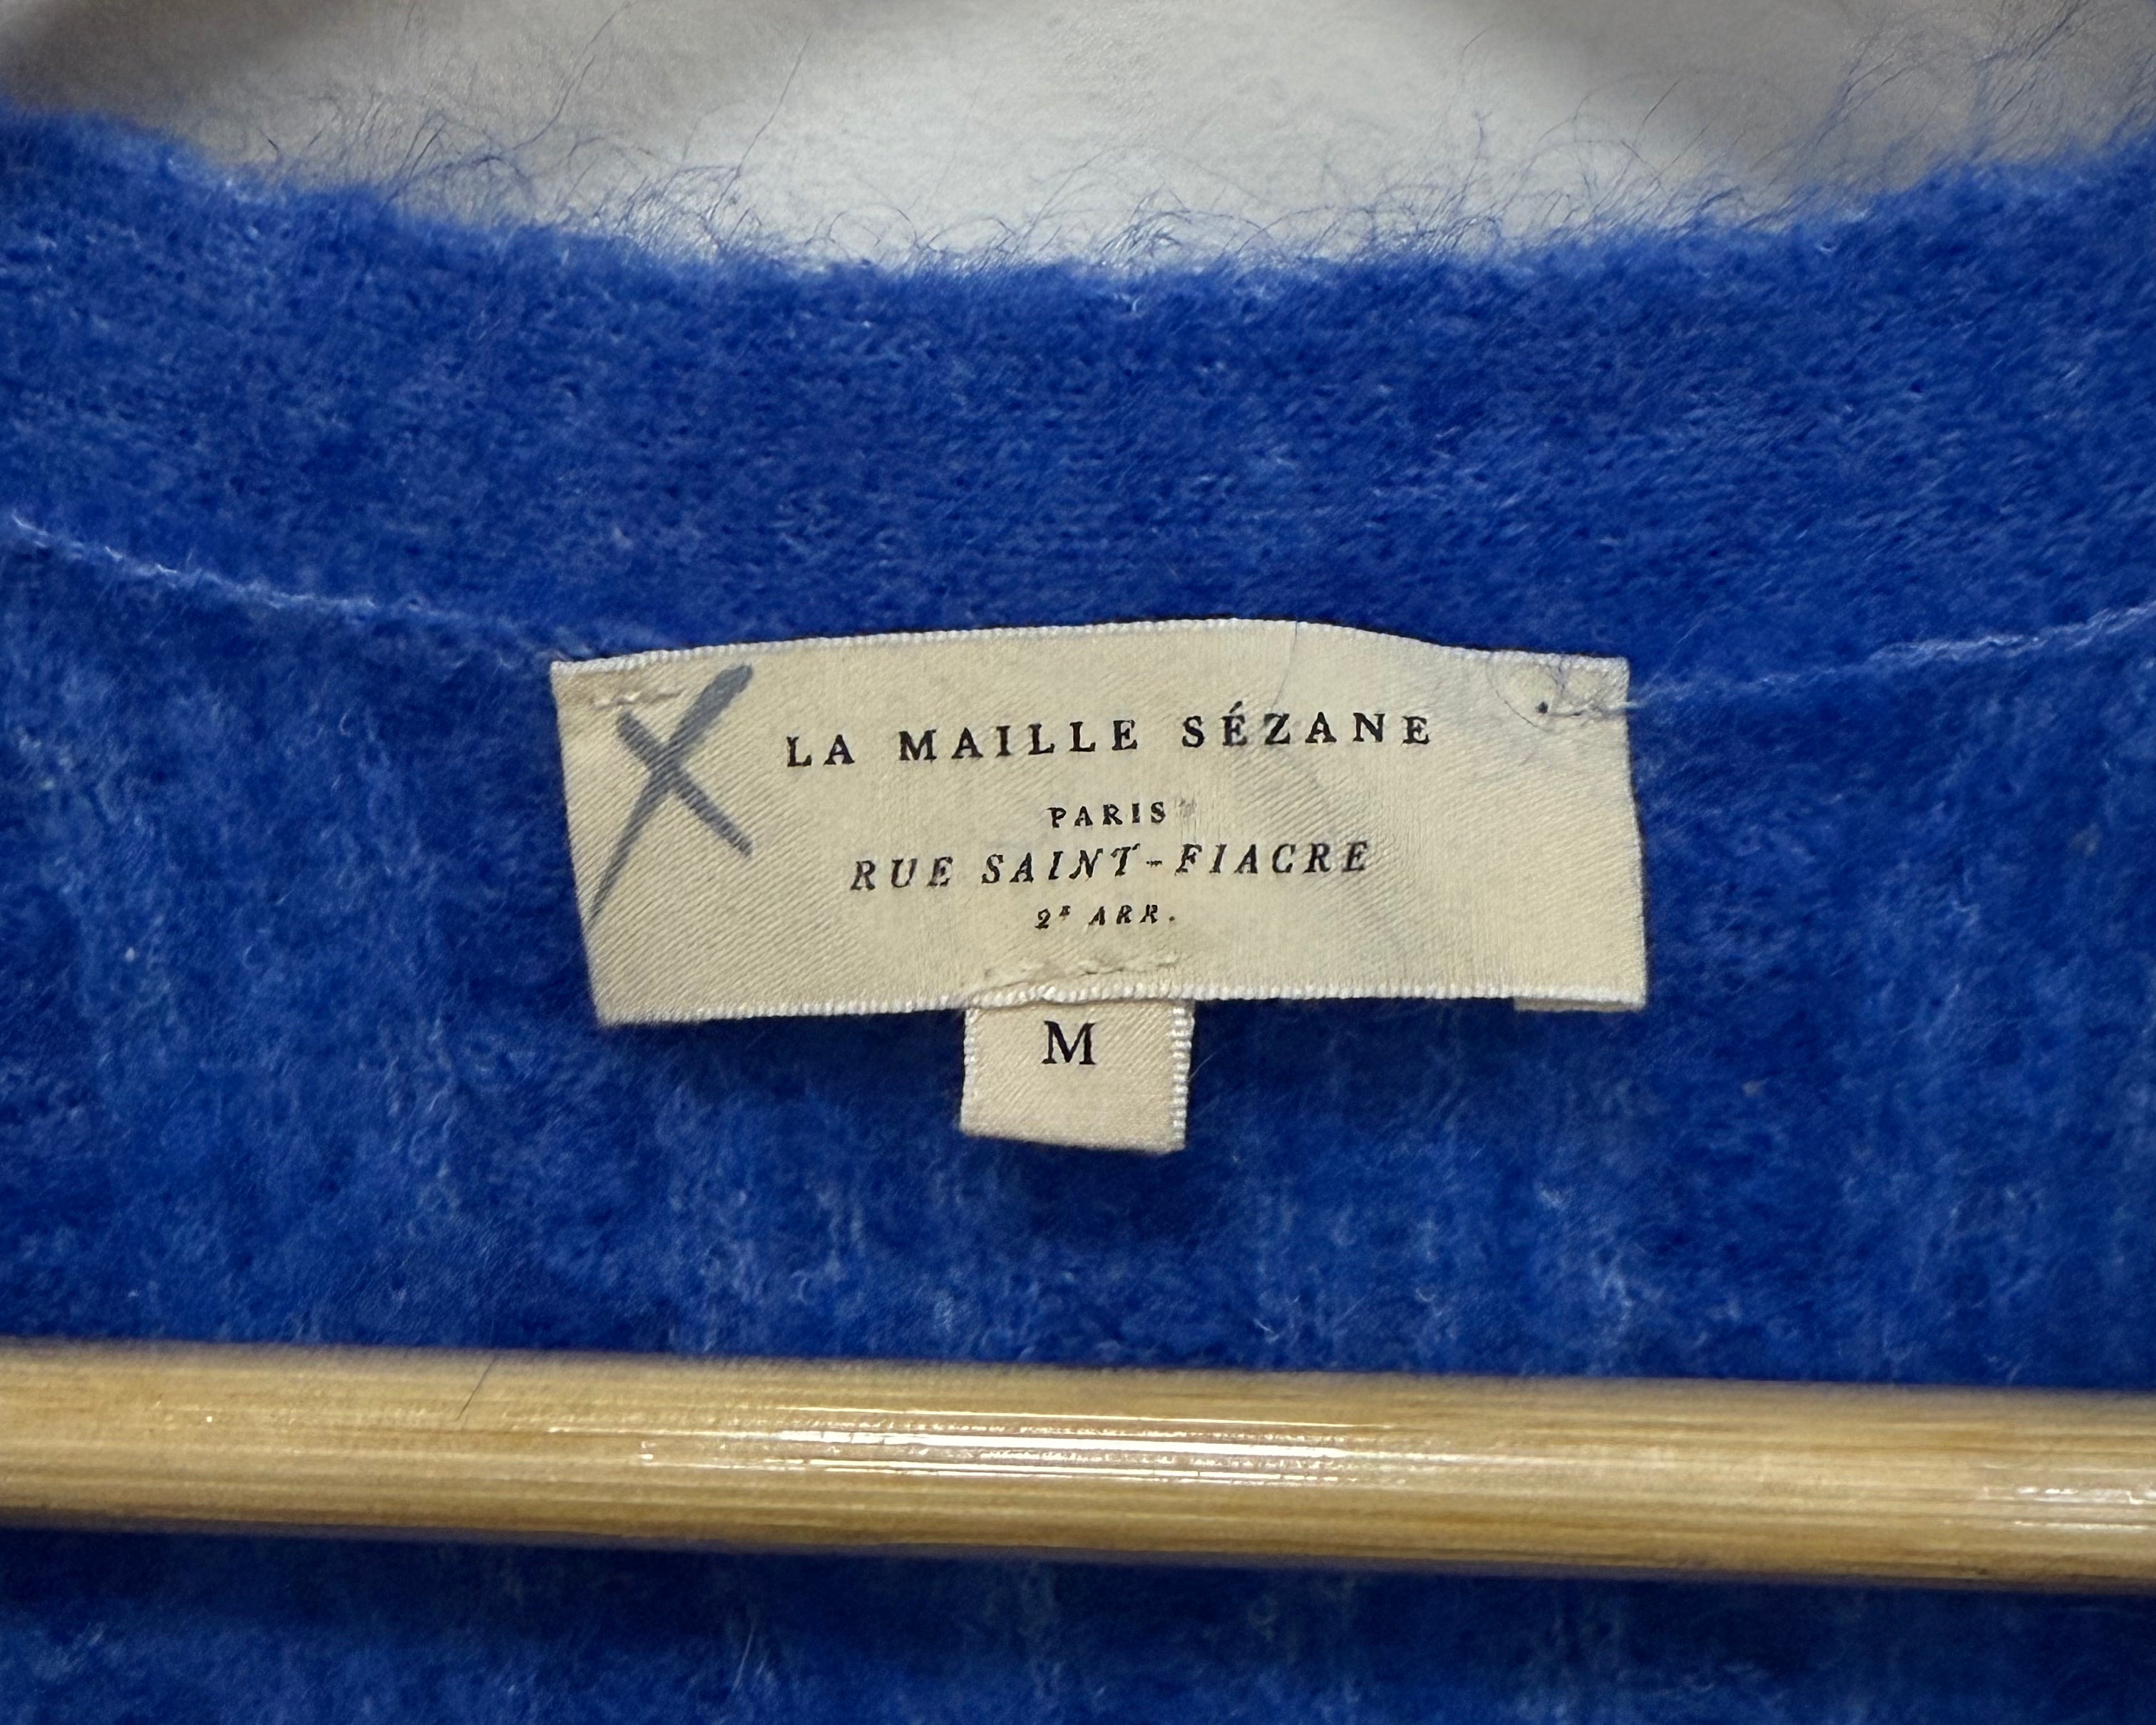 X
LA MAILLE SÉZANE
PARIS
RUE SAINT-FIACRE
2ᵉ ARR.
M